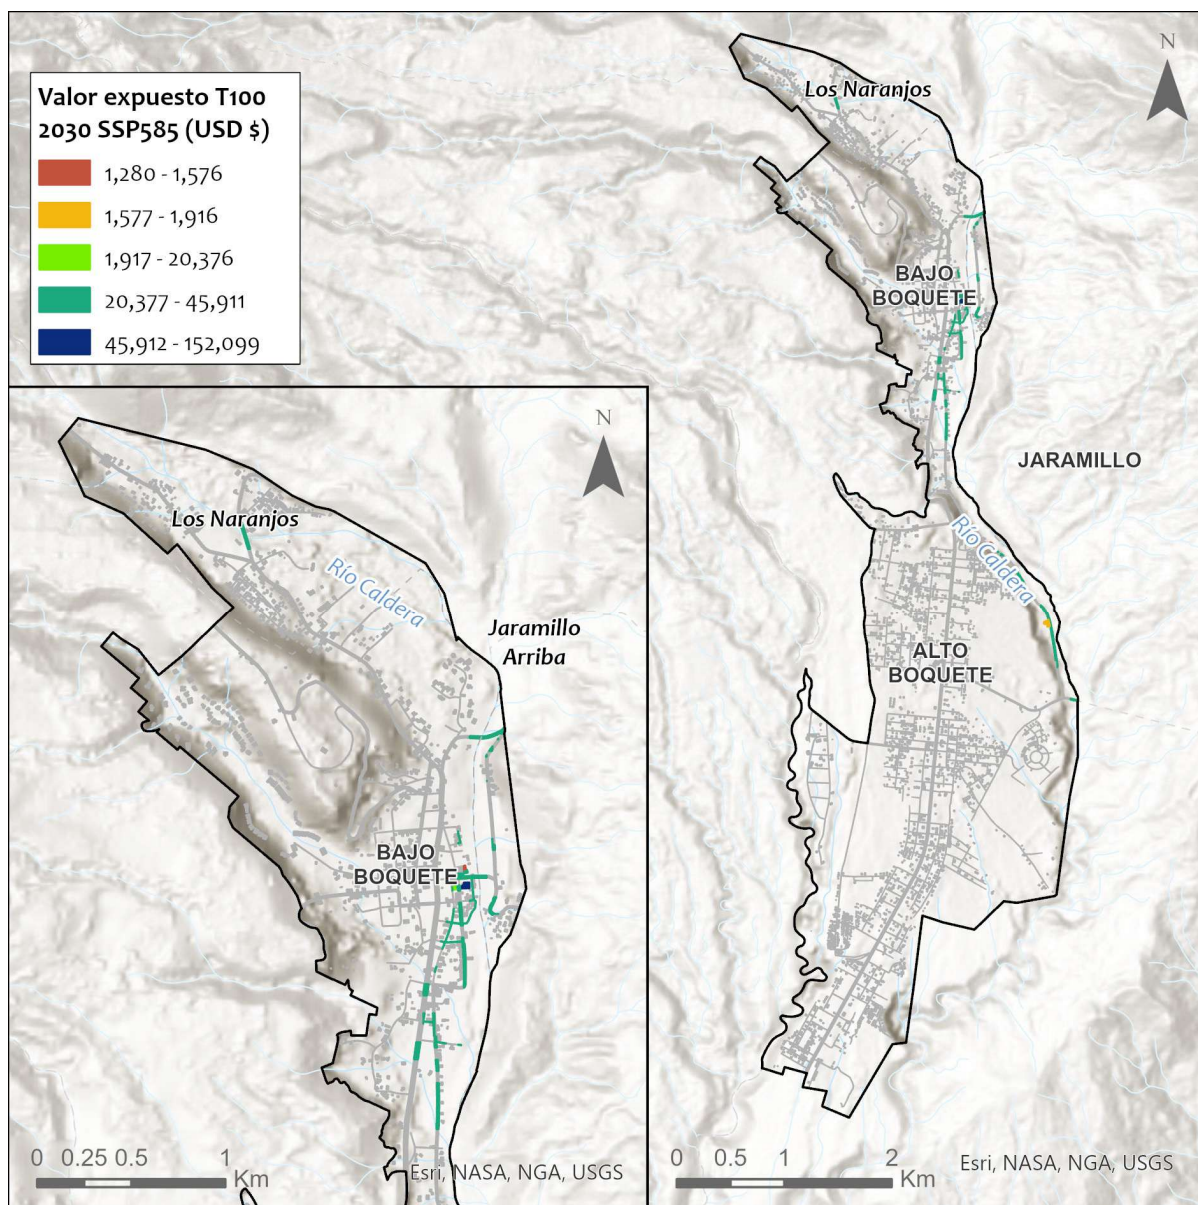 Valor expuesto T100
2030 SSP585 (USD $)
1,280 - 1,576
1,577 - 1,916
1,917 - 20,376
20,377 - 45,911
45,912 - 152,099
N
Los Naranjos
BAJO
BOQUETE
JARAMILLO
Río Caldera
ALTO
BOQUETE
0 0.5 1 2
Km
Esri, NASA, NGA, USGS
N
Los Naranjos
Río Caldera
Jaramillo
Arriba
BAJO
BOQUETE
0 0.25 0.5 1
Km
Esri, NASA, NGA, USGS